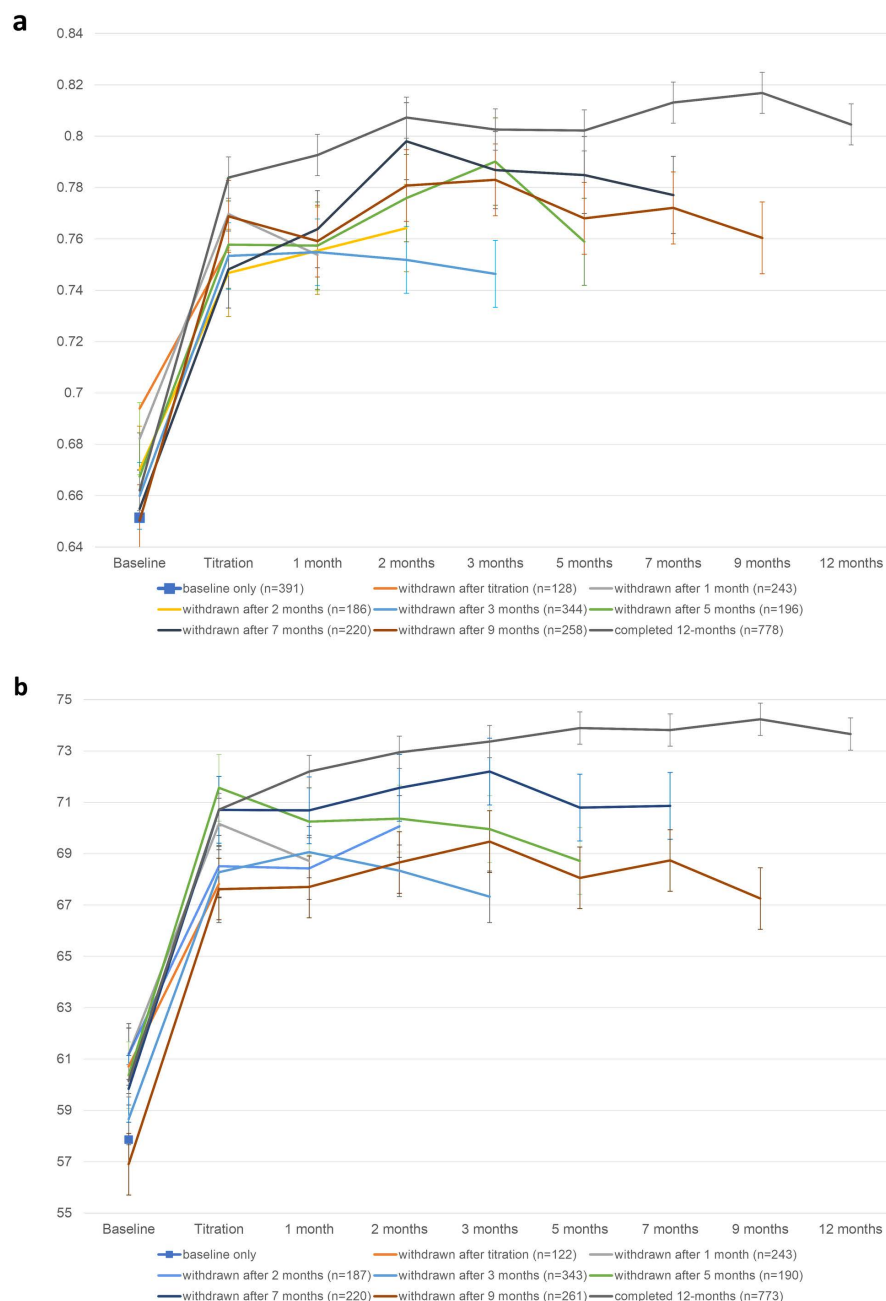 a
0.84
0.82
0.8
0.78
0.76
0.74
0.72
0.7
0.68
0.66
0.64
Baseline Titration 1 month 2 months 3 months 5 months 7 months 9 months 12 months
baseline only (n=391) withdrawn after titration (n=128) withdrawn after 1 month (n=243)
withdrawn after 2 months (n=186) withdrawn after 3 months (n=344) withdrawn after 5 months (n=196)
withdrawn after 7 months (n=220) withdrawn after 9 months (n=258) completed 12-months (n=778)
b
75
73
71
69
67
65
63
61
59
57
55
Baseline Titration 1 month 2 months 3 months 5 months 7 months 9 months 12 months
baseline only withdrawn after titration (n=122) withdrawn after 1 month (n=243)
withdrawn after 2 months (n=187) withdrawn after 3 months (n=343) withdrawn after 5 months (n=190)
withdrawn after 7 months (n=220) withdrawn after 9 months (n=261) completed 12-months (n=773)